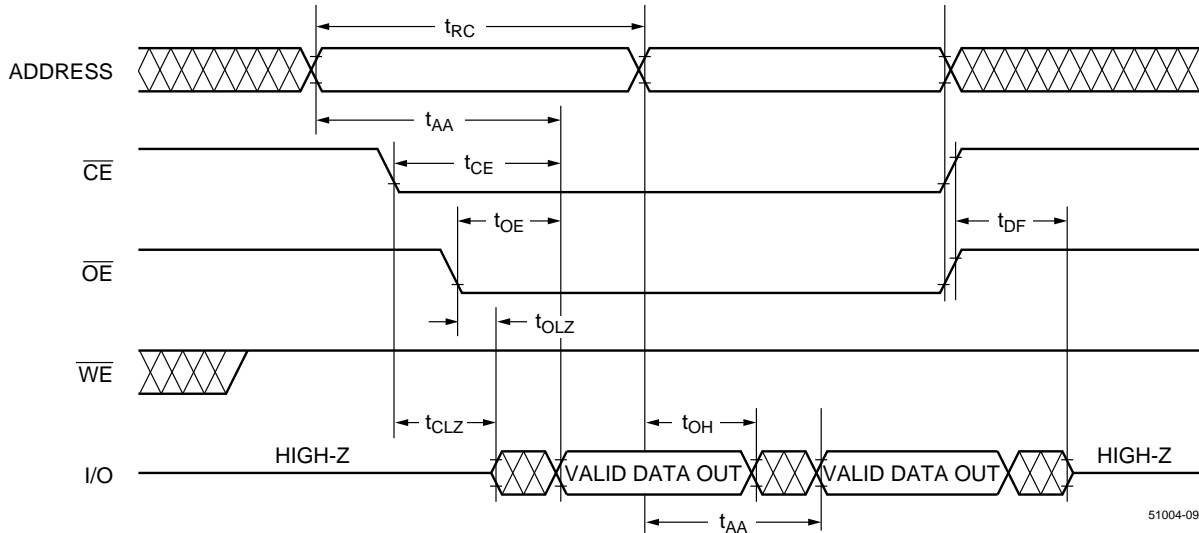 tRC
ADDRESS
tAA
CE
tCE
tOE
tDF
OE
tOLZ
WE
tCLZ
tOH
HIGH-Z
VALID DATA OUT
VALID DATA OUT
HIGH-Z
I/O
tAA
51004-09